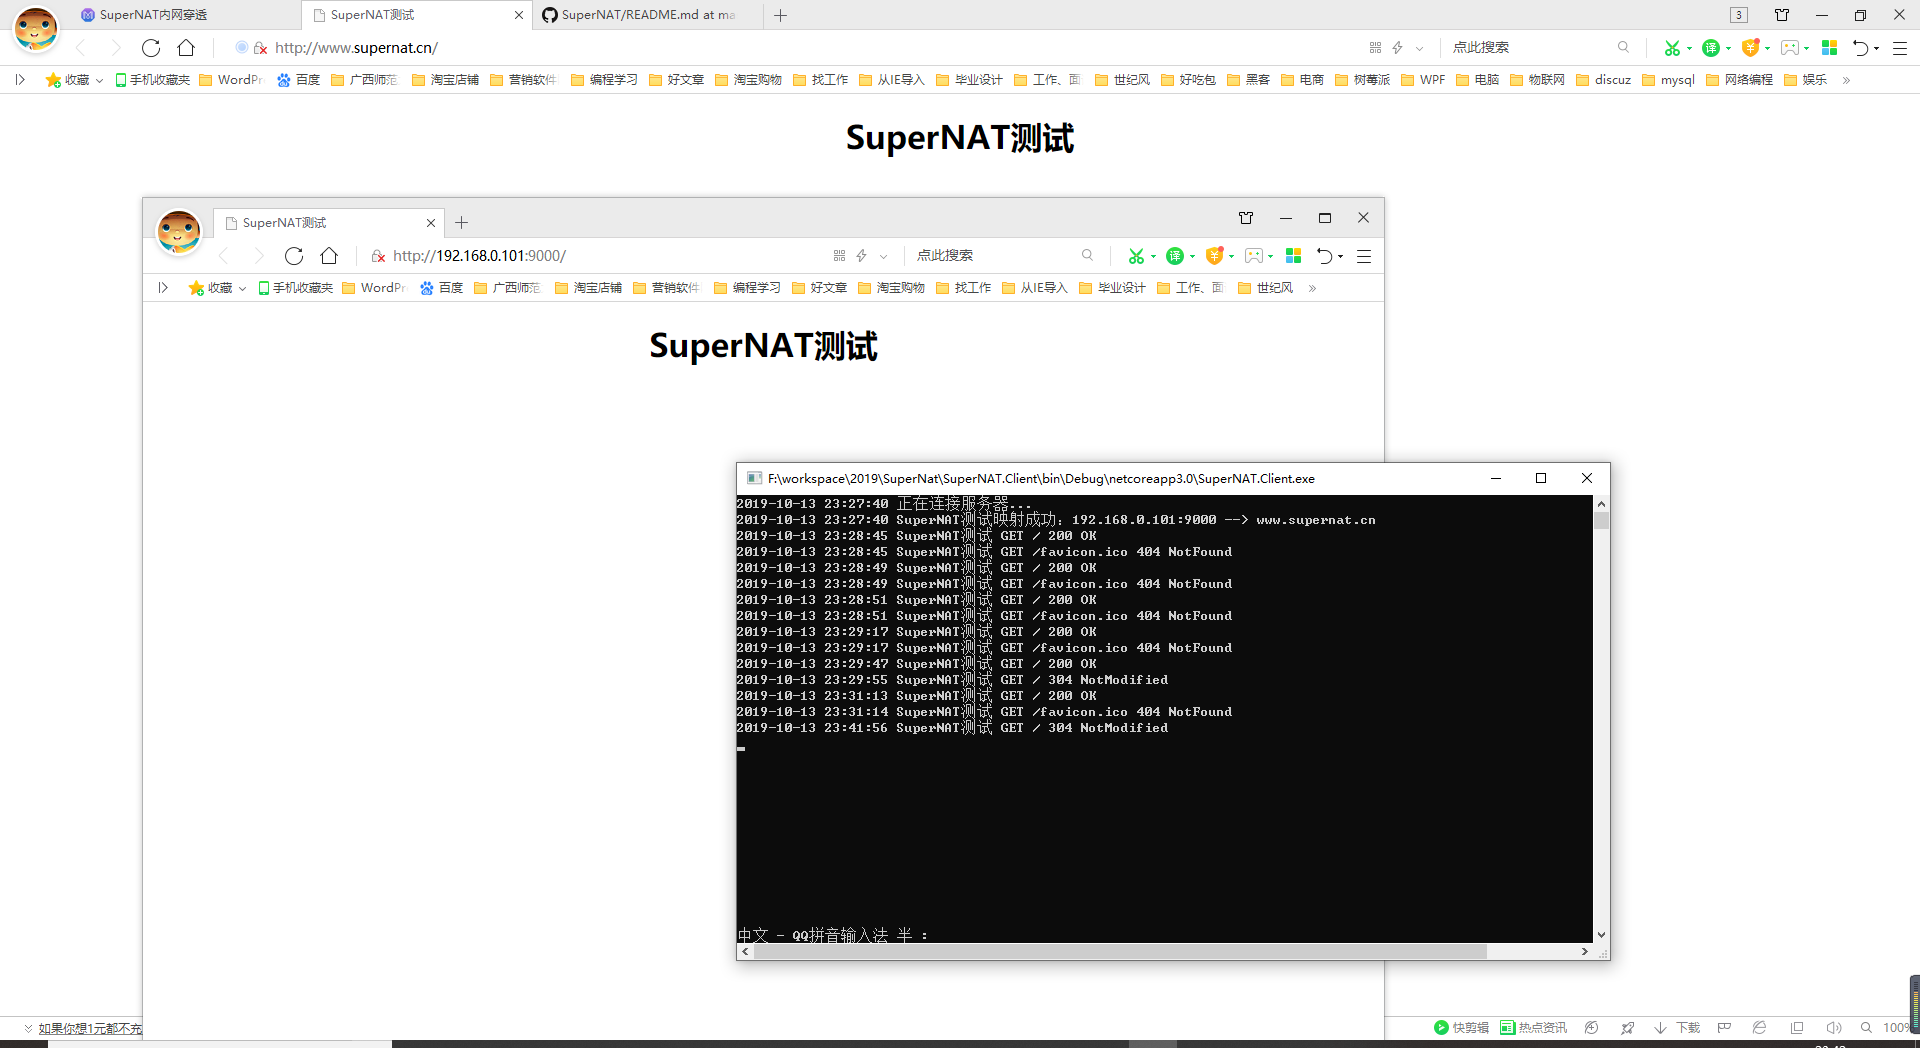 SuperNAT内网穿透
SuperNAT测试
SuperNAT/README.md at ma
3
http://www.supernat.cn/
点此搜索
译
收藏
手机收藏夹
WordPr
百度
广西师范
淘宝店铺
营销软件
编程学习
好文章
淘宝购物
找工作
从IE导入
毕业设计
工作、面
世纪风
好吃包
黑客
电商
树莓派
WPF
电脑
物联网
discuz
mysql
网络编程
娱乐
SuperNAT测试
SuperNAT测试
http://192.168.0.101:9000/
点此搜索
译
收藏
手机收藏夹
WordPr
百度
广西师范
淘宝店铺
营销软件
编程学习
好文章
淘宝购物
找工作
从IE导入
毕业设计
工作、面
世纪风
SuperNAT测试
F:\workspace\2019\SuperNat\SuperNAT.Client\bin\Debug\netcoreapp3.0\SuperNAT.Client.exe
2019-10-13 23:27:40 正在连接服务器...
2019-10-13 23:27:40 SuperNAT测试映射成功：192.168.0.101:9000 --> www.supernat.cn
2019-10-13 23:28:45 SuperNAT测试 GET / 200 OK
2019-10-13 23:28:45 SuperNAT测试 GET /favicon.ico 404 NotFound
2019-10-13 23:28:49 SuperNAT测试 GET / 200 OK
2019-10-13 23:28:49 SuperNAT测试 GET /favicon.ico 404 NotFound
2019-10-13 23:28:51 SuperNAT测试 GET / 200 OK
2019-10-13 23:28:51 SuperNAT测试 GET /favicon.ico 404 NotFound
2019-10-13 23:29:17 SuperNAT测试 GET / 200 OK
2019-10-13 23:29:17 SuperNAT测试 GET /favicon.ico 404 NotFound
2019-10-13 23:29:47 SuperNAT测试 GET / 200 OK
2019-10-13 23:29:55 SuperNAT测试 GET / 304 NotModified
2019-10-13 23:31:13 SuperNAT测试 GET / 200 OK
2019-10-13 23:31:14 SuperNAT测试 GET /favicon.ico 404 NotFound
2019-10-13 23:41:56 SuperNAT测试 GET / 304 NotModified
中文 - QQ拼音输入法 半 :
如果你想1元都不充
快剪辑
热点资讯
下载
100%